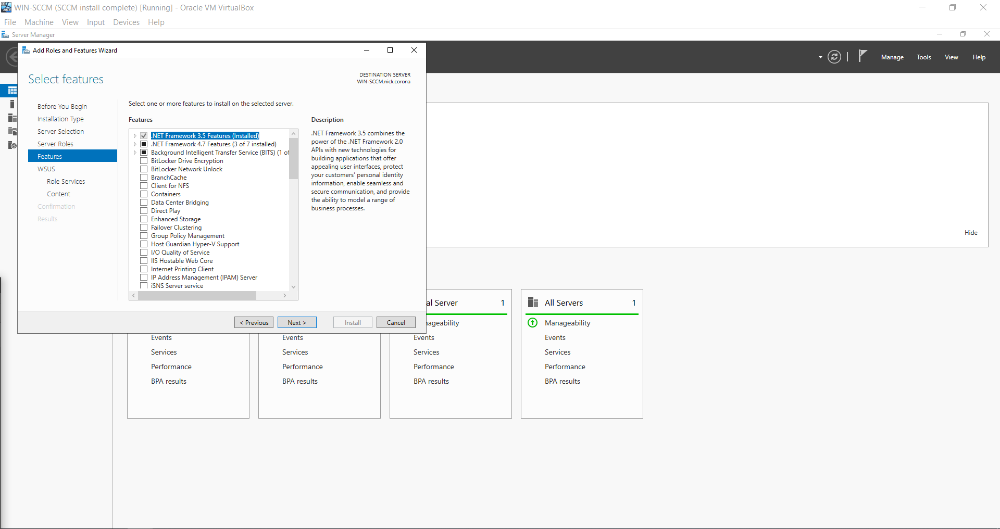 WIN-SCCM (SCCM install complete) [Running] - Oracle VM VirtualBox
File Machine View Input Devices Help
Server Manager
Add Roles and Features Wizard
Manage Tools View Help
Select features
DESTINATION SERVER
WIN-SCCM.nick.corona
Before You Begin
Installation Type
Server Selection
Server Roles
Features
WSUS
Role Services
Content
Confirmation
Results
Select one or more features to install on the selected server.
Features
.NET Framework 3.5 Features (Installed)
.NET Framework 4.7 Features (3 of 7 installed)
Background Intelligent Transfer Service (BITS) (1 of
BitLocker Drive Encryption
BitLocker Network Unlock
BranchCache
Client for NFS
Containers
Data Center Bridging
Direct Play
Enhanced Storage
Failover Clustering
Group Policy Management
Host Guardian Hyper-V Support
I/O Quality of Service
IIS Hostable Web Core
Internet Printing Client
IP Address Management (IPAM) Server
iSNS Server service
Description
.NET Framework 3.5 combines the
power of the .NET Framework 2.0
APIs with new technologies for
building applications that offer
appealing user interfaces, protect
your customers' personal identity
information, enable seamless and
secure communication, and provide
the ability to model a range of
business processes.
< Previous Next > Install Cancel
Hide
al Server 1
nageability
Events
Services
Performance
BPA results
Events
Services
Performance
BPA results
Events
Services
Performance
BPA results
All Servers 1
Manageability
Events
Services
Performance
BPA results